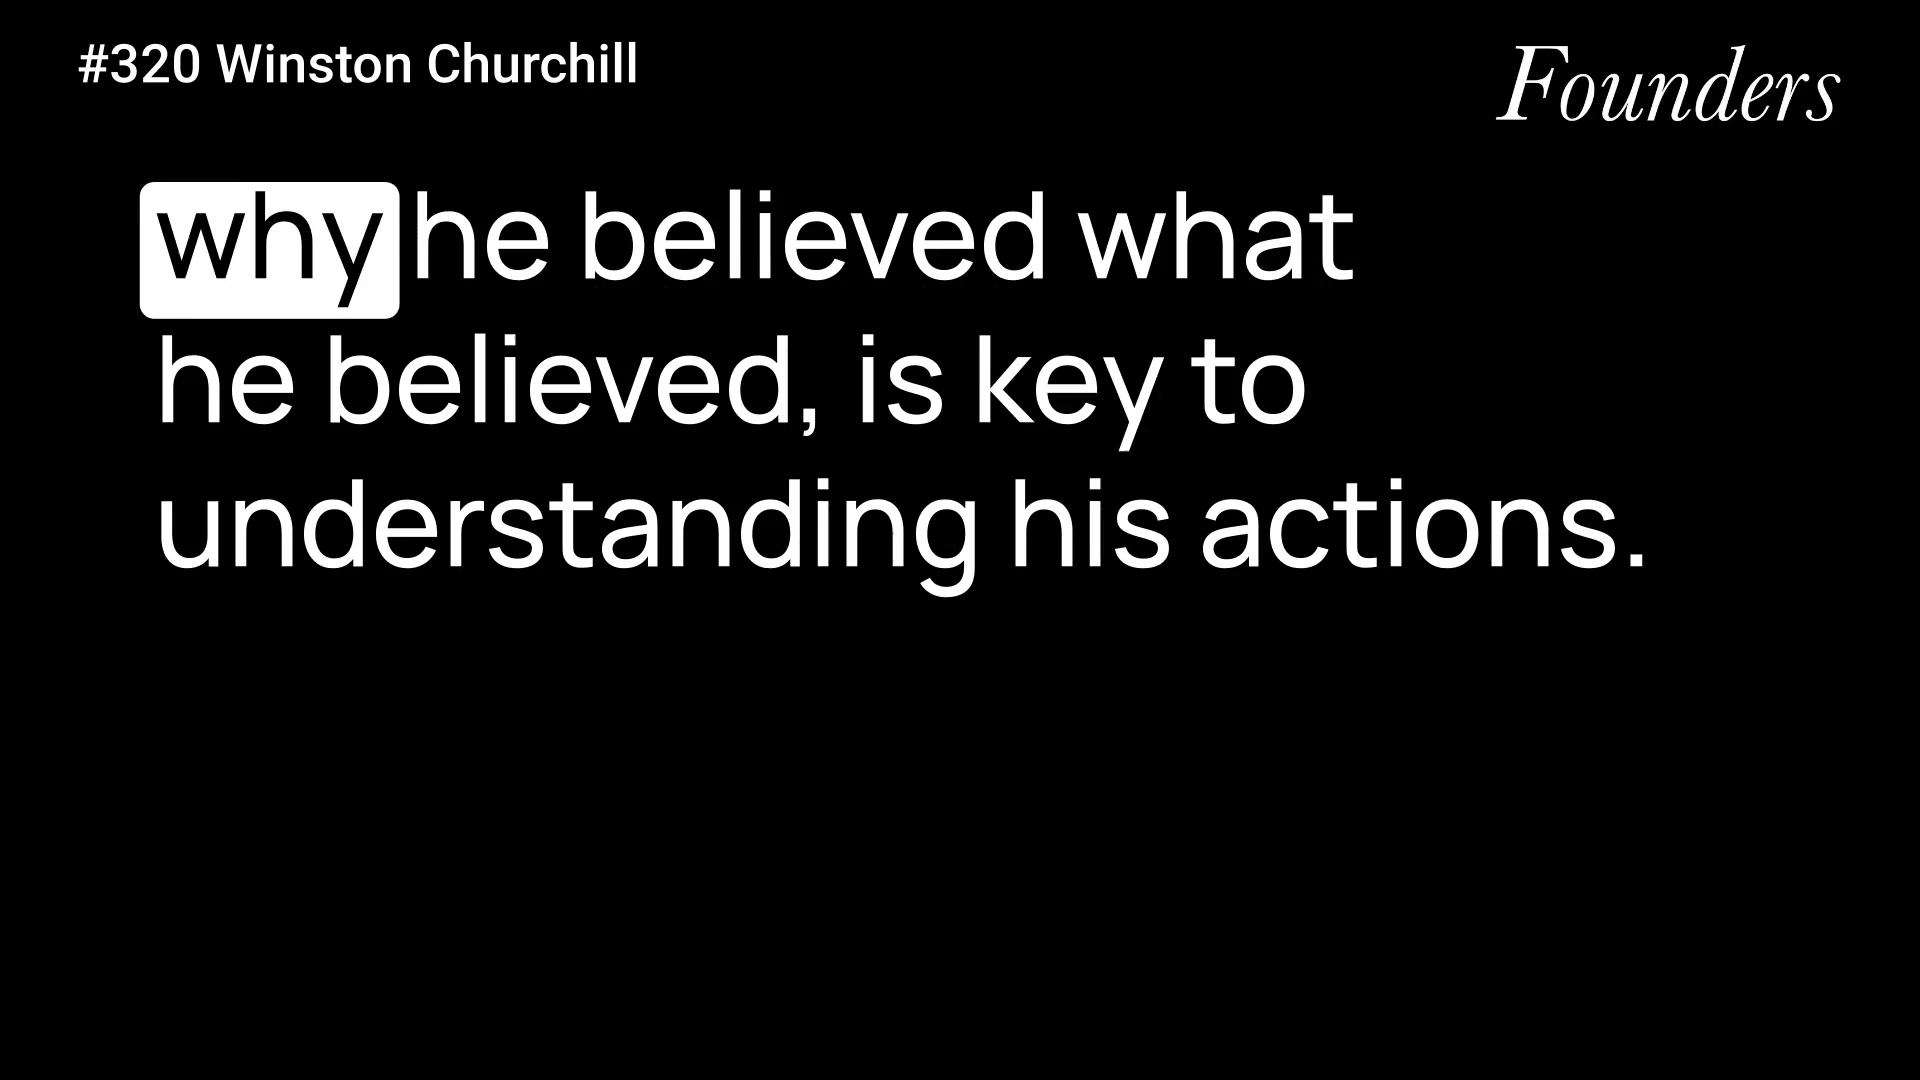 #320 Winston Churchill
Founders
why he believed what
he believed, is key to
understanding his actions.